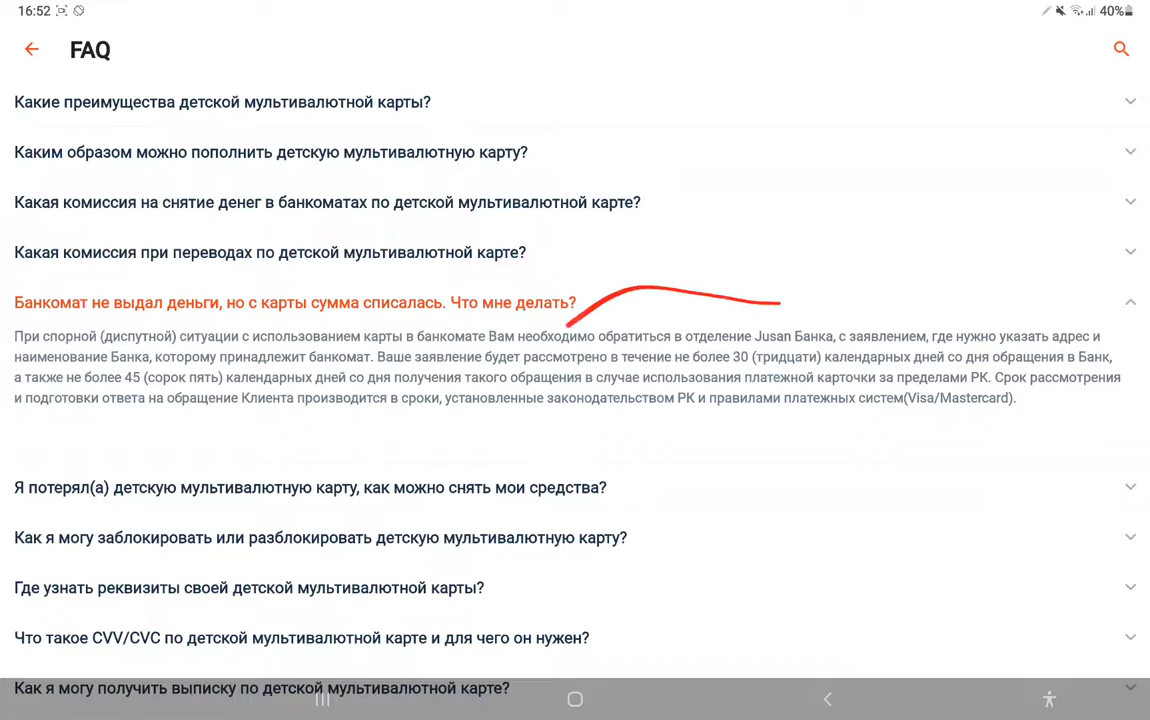 16:52
40%
FAQ
Какие преимущества детской мультивалютной карты?
Каким образом можно пополнить детскую мультивалютную карту?
Какая комиссия на снятие денег в банкоматах по детской мультивалютной карте?
Какая комиссия при переводах по детской мультивалютной карте?
Банкомат не выдал деньги, но с карты сумма списалась. Что мне делать?
При спорной (диспутной) ситуации с использованием карты в банкомате Вам необходимо обратиться в отделение Jusan Банка, с заявлением, где нужно указать адрес и
наименование Банка, которому принадлежит банкомат. Ваше заявление будет рассмотрено в течение не более 30 (тридцати) календарных дней со дня обращения в Банк,
а также не более 45 (сорок пять) календарных дней со дня получения такого обращения в случае использования платежной карточки за пределами РК. Срок рассмотрения
и подготовки ответа на обращение Клиента производится в сроки, установленные законодательством РК и правилами платежных систем(Visa/Mastercard).
Я потерял(а) детскую мультивалютную карту, как можно снять мои средства?
Как я могу заблокировать или разблокировать детскую мультивалютную карту?
Где узнать реквизиты своей детской мультивалютной карты?
Что такое CVV/CVC по детской мультивалютной карте и для чего он нужен?
Как я могу получить выписку по детской мультивалютной карте?